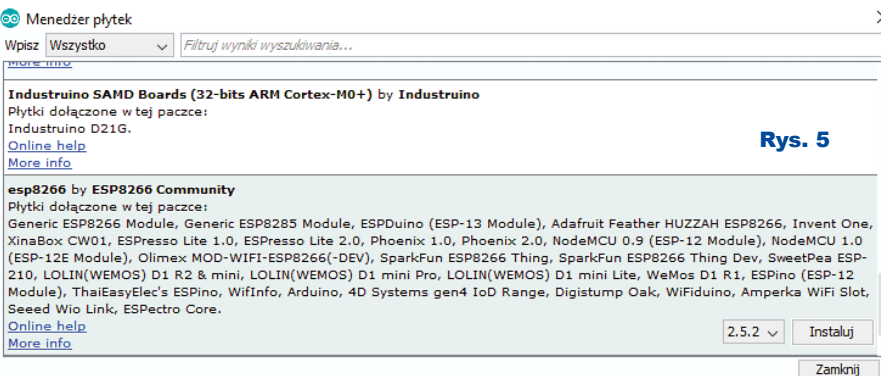 Menedżer płytek
Wpisz Wszystko Filtruj wyniki wyszukiwania...
More info
Industruino SAMD Boards (32-bits ARM Cortex-M0+) by Industruino
Płytki dołączone w tej paczce:
Industruino D21G.
Online help
More info
Rys. 5
esp8266 by ESP8266 Community
Płytki dołączone w tej paczce:
Generic ESP8266 Module, Generic ESP8285 Module, ESPDuino (ESP-13 Module), Adafruit Feather HUZZAH ESP8266, Invent One,
XinaBox CW01, ESPresso Lite 1.0, ESPresso Lite 2.0, Phoenix 1.0, Phoenix 2.0, NodeMCU 0.9 (ESP-12 Module), NodeMCU 1.0
(ESP-12E Module), Olimex MOD-WIFI-ESP8266(-DEV), SparkFun ESP8266 Thing, SparkFun ESP8266 Thing Dev, SweetPea ESP-
210, LOLIN(WEMOS) D1 R2 & mini, LOLIN(WEMOS) D1 mini Pro, LOLIN(WEMOS) D1 mini Lite, WeMos D1 R1, ESPino (ESP-12
Module), ThaiEasyElec's ESPino, WifInfo, Arduino, 4D Systems gen4 IoD Range, Digistump Oak, WiFiduino, Amperka WiFi Slot,
Seeed Wio Link, ESPectro Core.
Online help
More info
2.5.2 Instaluj
Zamknij